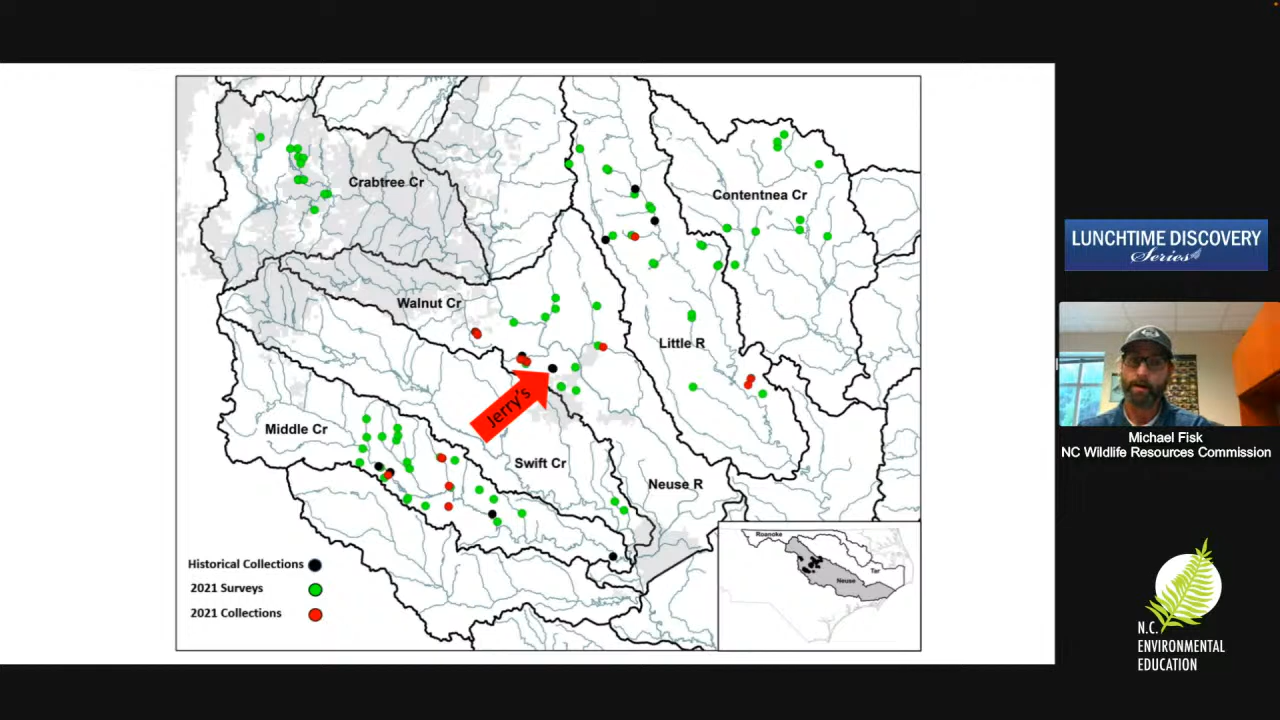 Crabtree Cr
Contentnea Cr
Walnut Cr
Little R
Jerry's
Middle Cr
Swift Cr
Neuse R
Historical Collections
2021 Surveys
2021 Collections
Roanoke
Tar
Neuse
LUNCHTIME DISCOVERY
Series
Michael Fisk
NC Wildlife Resources Commission
N.C.
ENVIRONMENTAL
EDUCATION